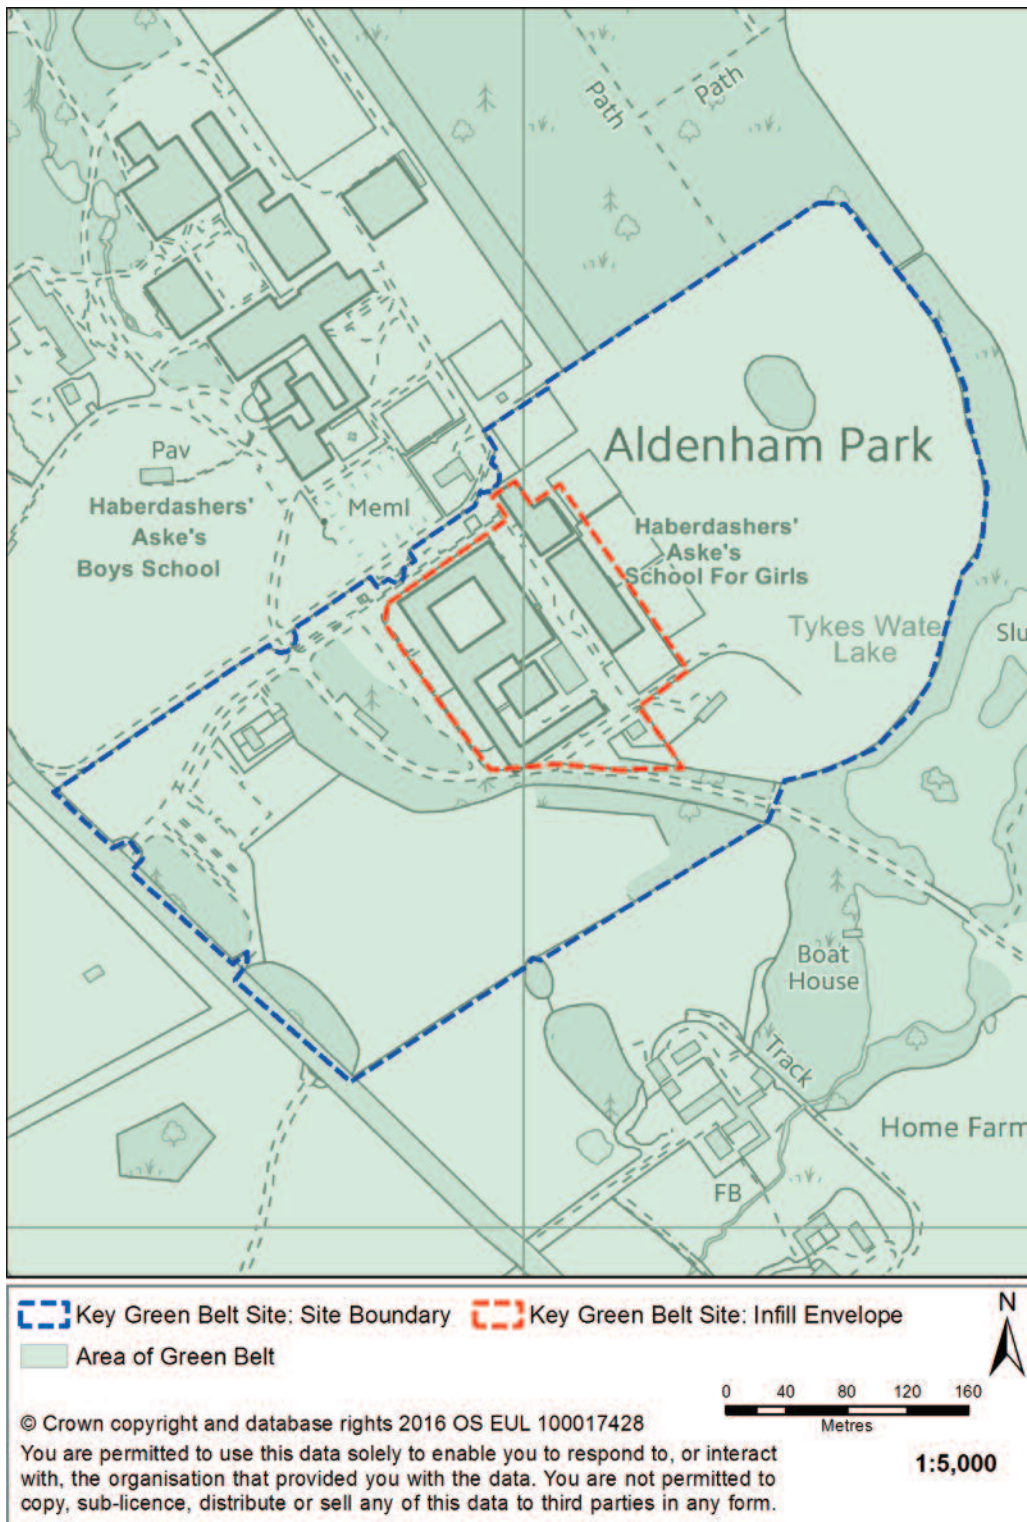 Path
Path
Aldenham Park
Pav
Haberdashers'
Aske's
Boys School
Meml
Haberdashers'
Aske's
School For Girls
Tykes Wate
Lake
Slu
Boat
House
Track
Home Farm
FB
Key Green Belt Site: Site Boundary
Key Green Belt Site: Infill Envelope
N
Area of Green Belt
0 40 80 120 160
Metres
© Crown copyright and database rights 2016 OS EUL 100017428
You are permitted to use this data solely to enable you to respond to, or interact
with, the organisation that provided you with the data. You are not permitted to
copy, sub-licence, distribute or sell any of this data to third parties in any form.
1:5,000